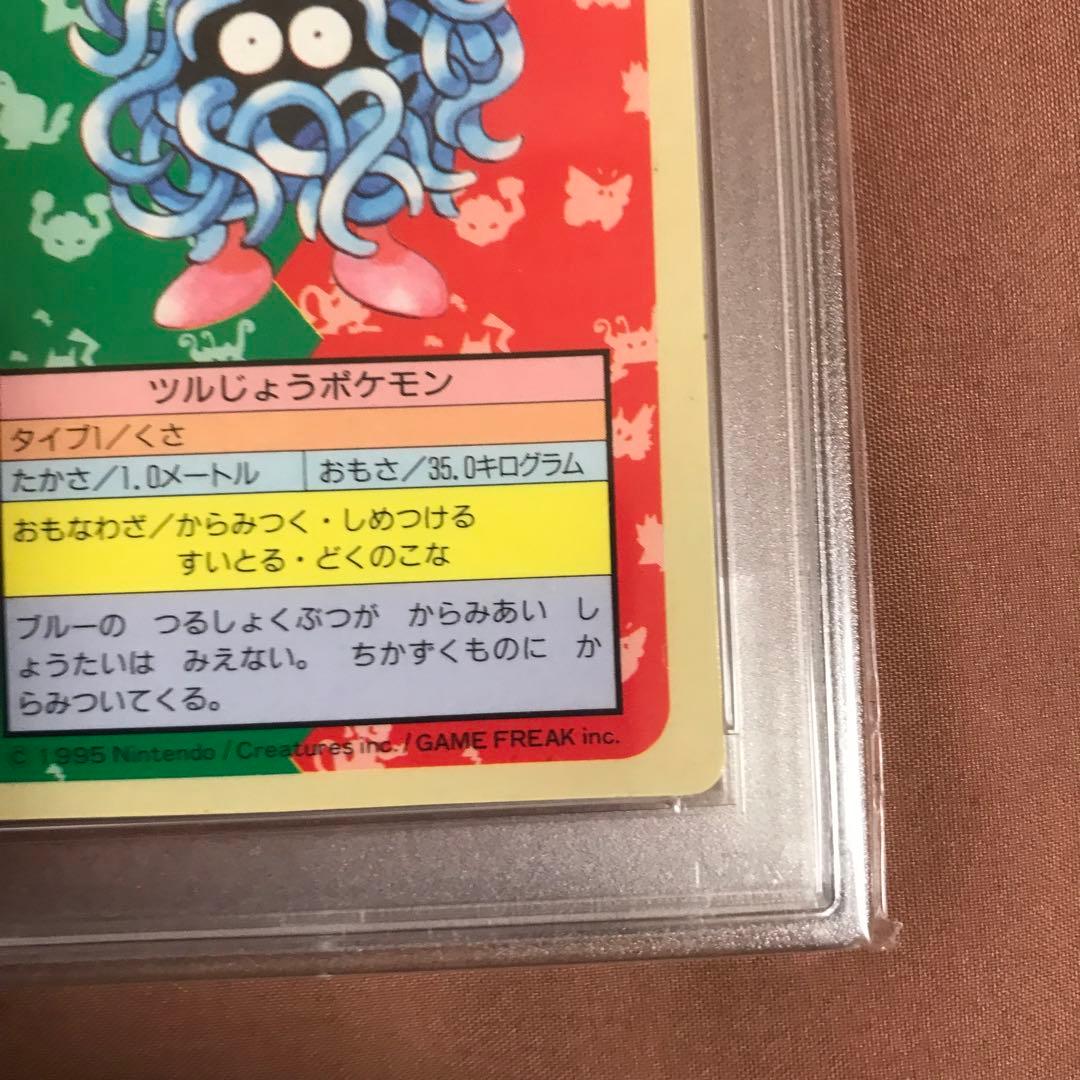 ツルじょうポケモン
タイプ1/くさ
たかさ/1.0メートル おもさ/35.0キログラム
おもなわざ/からみつく・しめつける
すいとる・どくのこな
ブルーの つるしょくぶつが からみあい し
ょうたいは みえない。 ちかずくものに か
らみついてくる。
© 1995 Nintendo / Creatures inc. / GAME FREAK inc.